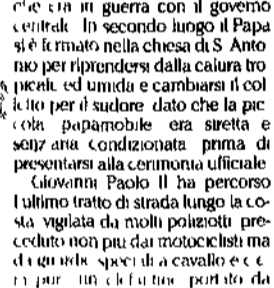 che era in guerra con il governo
centrale In secondo luogo il Papa
si è fermato nella chiesa di S Anto
nio per riprendersi dalla calura tro
picale ed umida e cambiarsi il col
letto per il sudore dato che la pic
cola papamobile era stretta e
senz aria condizionata prima di
presentarsi alla cerimonia ufficiale
Giovanni Paolo II ha percorso
l ultimo tratto di strada lungo la co-
sta vigilata da molti poliziotti pre-
ceduto non più dai motociclisti ma
da guardie speciali a cavallo e
da